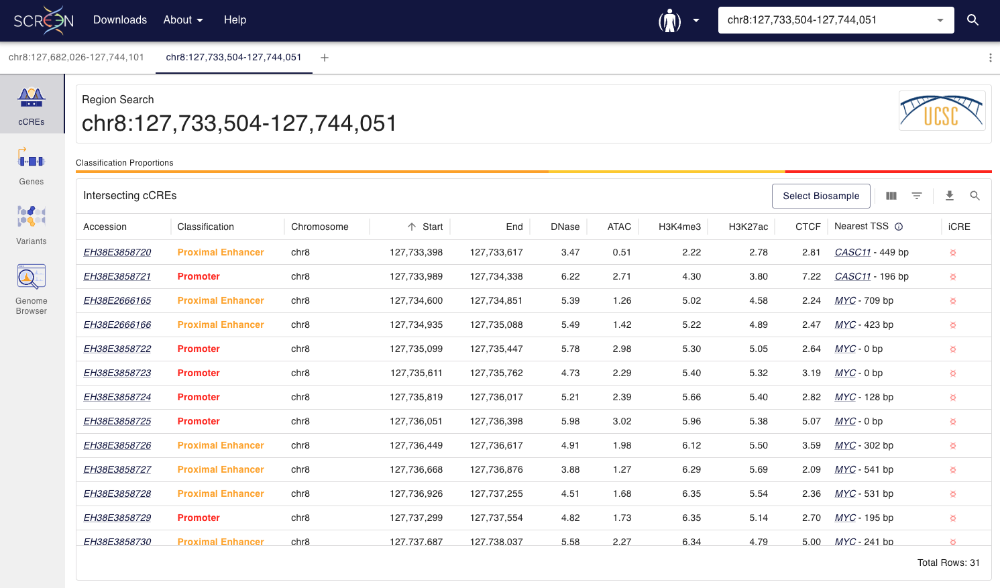 SCREEN Downloads About Help chr8:127,733,504-127,744,051
chr8:127,682,026-127,744,101 chr8:127,733,504-127,744,051 +
cCREs
Genes
Variants
Genome
Browser
Region Search
chr8:127,733,504-127,744,051
UCSC
Classification Proportions
Intersecting cCREs Select Biosample
Accession Classification Chromosome Start End DNase ATAC H3K4me3 H3K27ac CTCF Nearest TSS iCRE
EH38E3858720 Proximal Enhancer chr8 127,733,398 127,733,617 3.47 0.51 2.22 2.78 2.81 CASC11 - 449 bp
EH38E3858721 Promoter chr8 127,733,989 127,734,338 6.22 2.71 4.30 3.80 7.22 CASC11 - 196 bp
EH38E2666165 Proximal Enhancer chr8 127,734,600 127,734,851 5.39 1.26 5.02 4.58 2.24 MYC - 709 bp
EH38E2666166 Proximal Enhancer chr8 127,734,935 127,735,088 5.49 1.42 5.22 4.89 2.47 MYC - 423 bp
EH38E3858722 Promoter chr8 127,735,099 127,735,447 5.78 2.98 5.30 5.05 2.64 MYC - 0 bp
EH38E3858723 Promoter chr8 127,735,611 127,735,762 4.73 2.29 5.40 5.32 3.19 MYC - 0 bp
EH38E3858724 Promoter chr8 127,735,819 127,736,017 5.21 2.39 5.66 5.40 2.82 MYC - 128 bp
EH38E3858725 Promoter chr8 127,736,051 127,736,398 5.98 3.02 5.96 5.38 5.07 MYC - 0 bp
EH38E3858726 Proximal Enhancer chr8 127,736,449 127,736,617 4.91 1.98 6.12 5.50 3.59 MYC - 302 bp
EH38E3858727 Proximal Enhancer chr8 127,736,668 127,736,876 3.88 1.27 6.29 5.69 2.09 MYC - 541 bp
EH38E3858728 Proximal Enhancer chr8 127,736,926 127,737,255 4.51 1.68 6.35 5.54 2.36 MYC - 531 bp
EH38E3858729 Promoter chr8 127,737,299 127,737,554 4.82 1.73 6.35 5.14 2.70 MYC - 195 bp
EH38E3858730 Proximal Enhancer chr8 127,737,687 127,738,037 5.58 2.27 6.34 4.79 5.00 MYC - 241 bp
Total Rows: 31